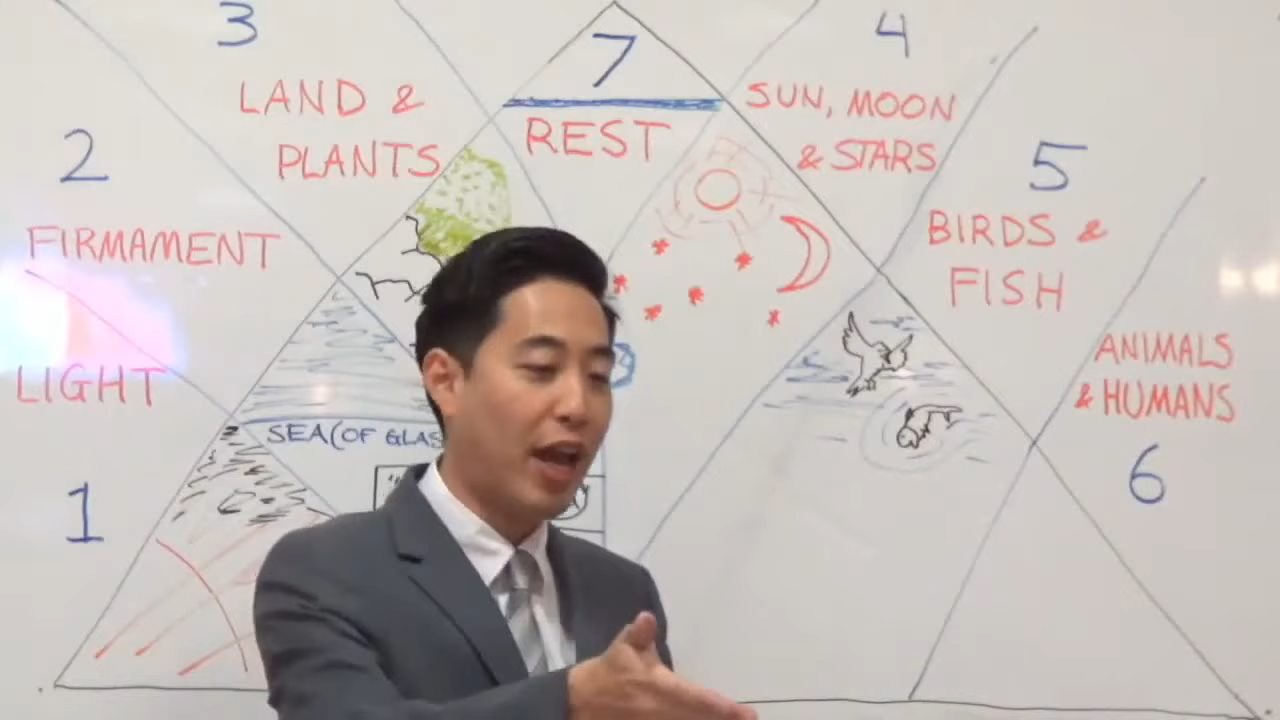 3
LAND &
PLANTS
7
REST
4
SUN, MOON
& STARS
2
FIRMAMENT
5
BIRDS &
FISH
LIGHT
1
SEA (OF GLAS
ANIMALS
& HUMANS
6